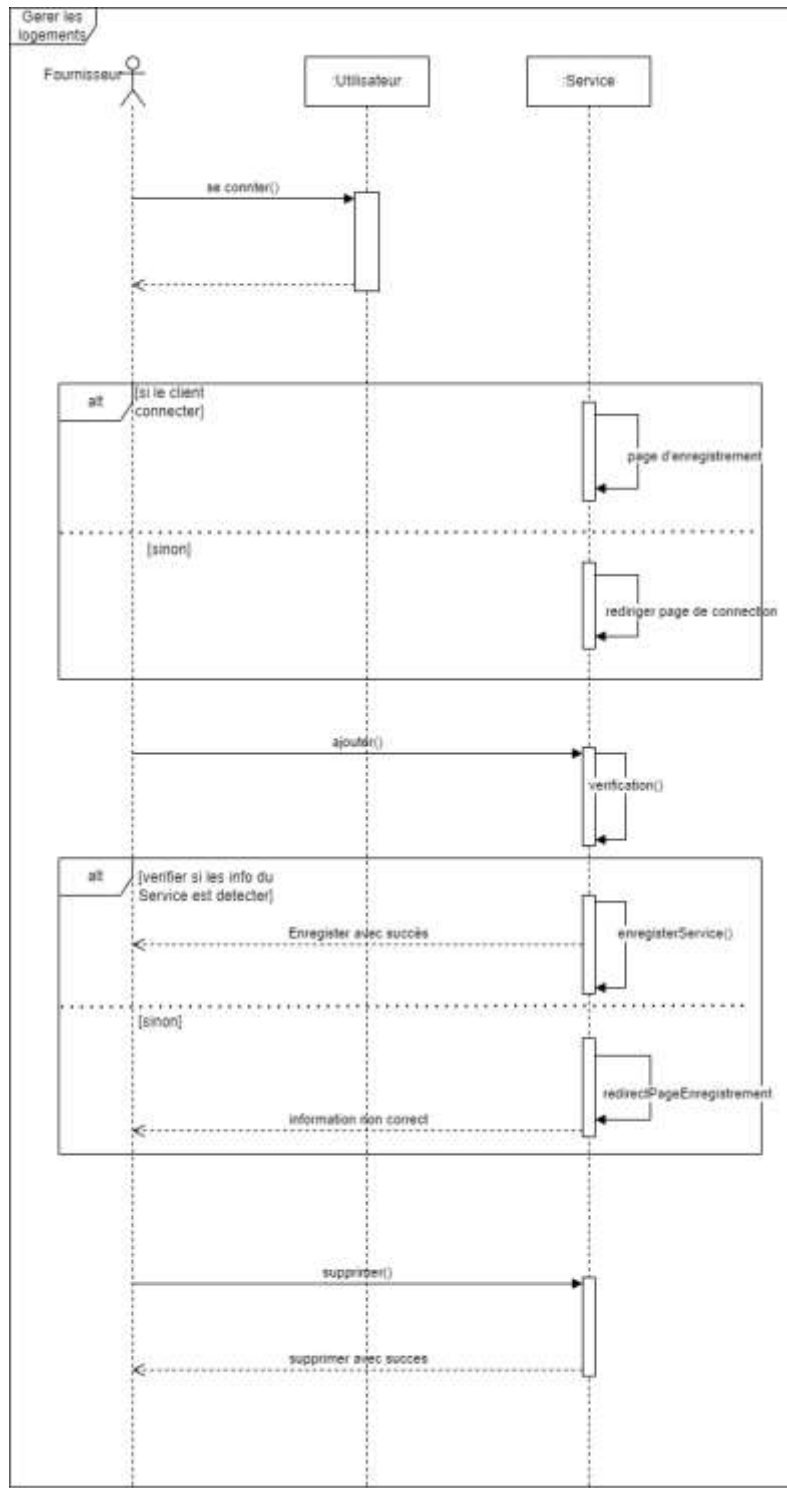 Gerer les
logements
Fournisseur
:Utilisateur
:Service
se connter()
alt
[si le client
connecter]
page d'enregistrement
[sinon]
rediriger page de connection
ajouter()
verification()
alt
[verifier si les info du
Service est detecter]
Enregister avec succès
enregisterService()
[sinon]
redirectPageEnregistrement
information non correct
supprimer()
supprimer avec succes